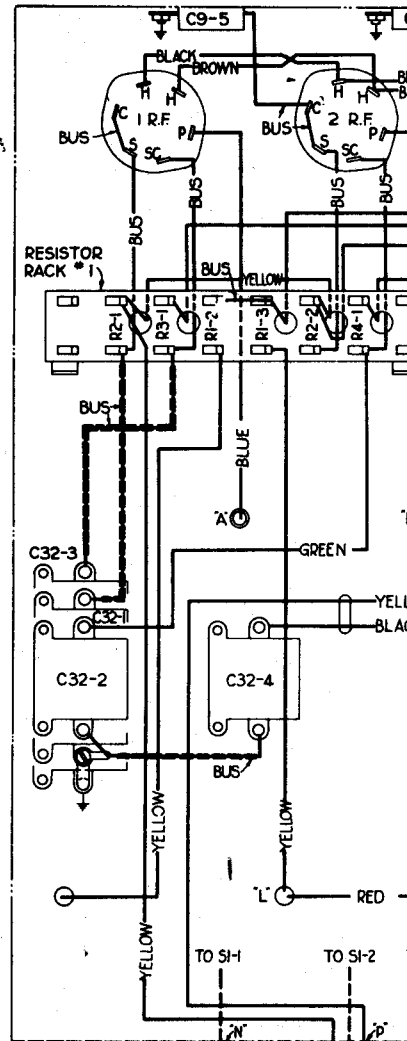 C9-5
C
BLACK
BROWN
H
H
H
H
C
1 R.F.
P
C
2 R.F.
P
BUS
S
SC
BUS
S
SC
BUS
BUS
BUS
BUS
RESISTOR
RACK #1
BUS
YELLOW
R2-1
R3-1
R1-2
R1-3
R2-2
R4-1
BUS
BLUE
"A"
GREEN
C32-3
C32-1
YELL
BLAC
C32-2
C32-4
BUS
YELLOW
YELLOW
"L"
RED
YELLOW
TO S1-1
TO S1-2
"N"
"P"